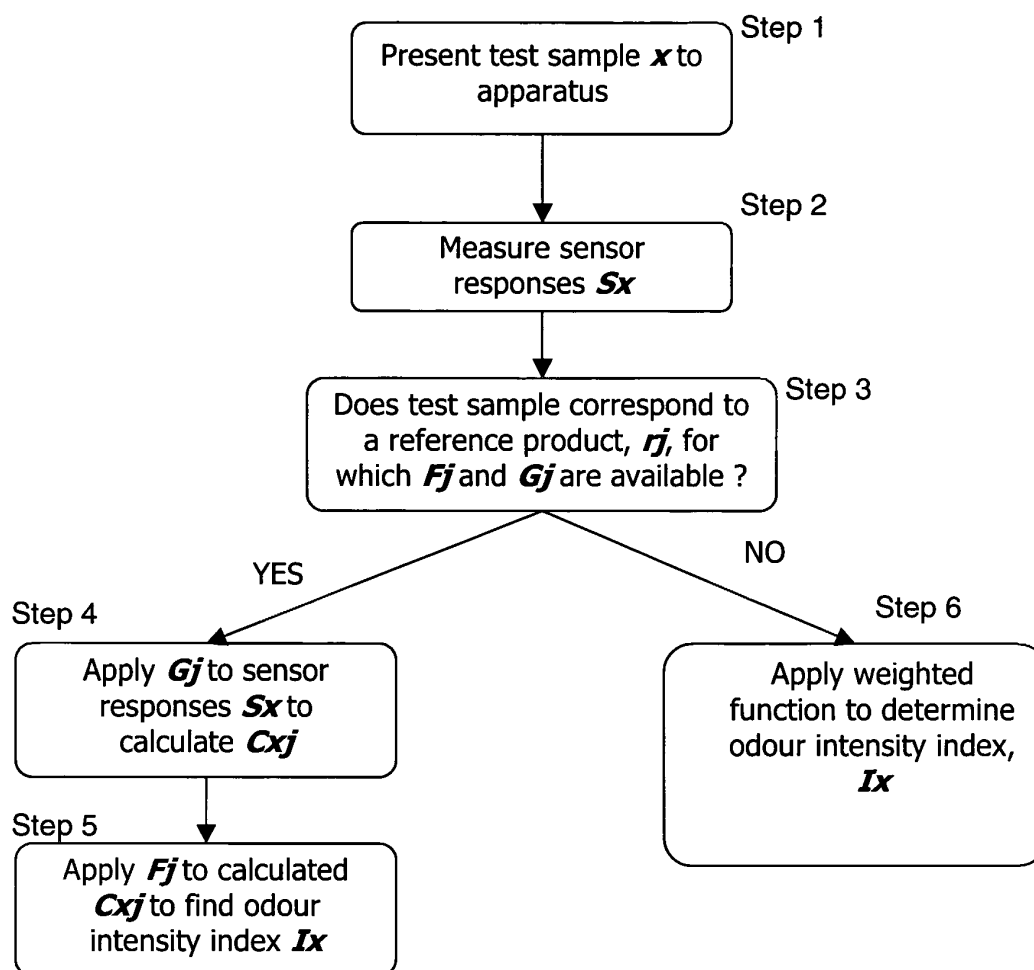 Step 1
Present test sample x to
apparatus
Step 2
Measure sensor
responses Sx
Step 3
Does test sample correspond to
a reference product, rj, for
which Fj and Gj are available ?
YES
NO
Step 4
Apply Gj to sensor
responses Sx to
calculate Cxj
Step 6
Apply weighted
function to determine
odour intensity index,
Ix
Step 5
Apply Fj to calculated
Cxj to find odour
intensity index Ix